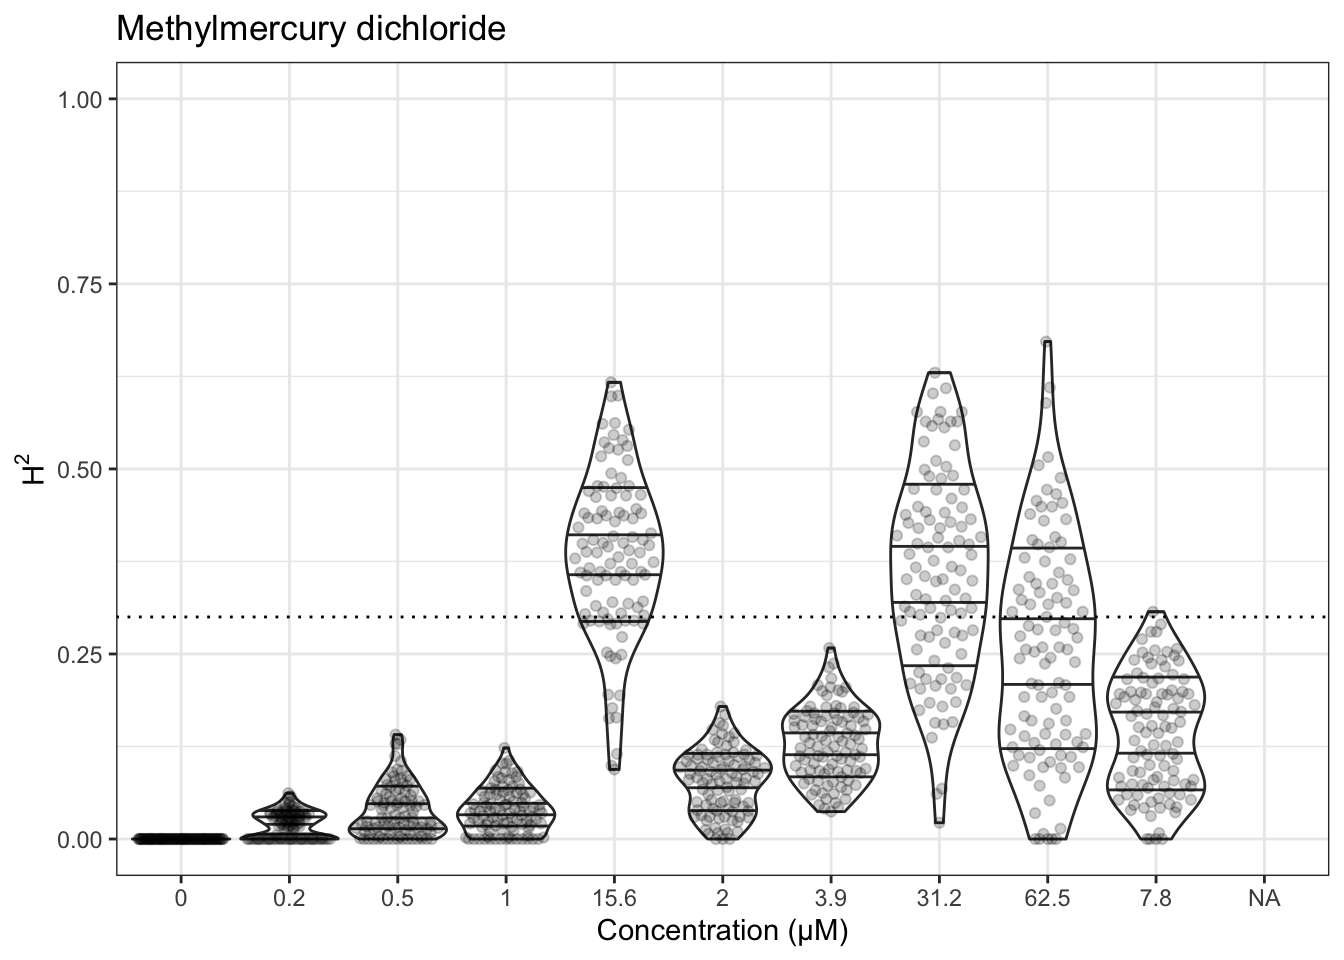 Methylmercury dichloride
1.00
0.75
0.50
0.25
0.00
H²
0 0.2 0.5 1 15.6 2 3.9 31.2 62.5 7.8 NA
Concentration (µM)